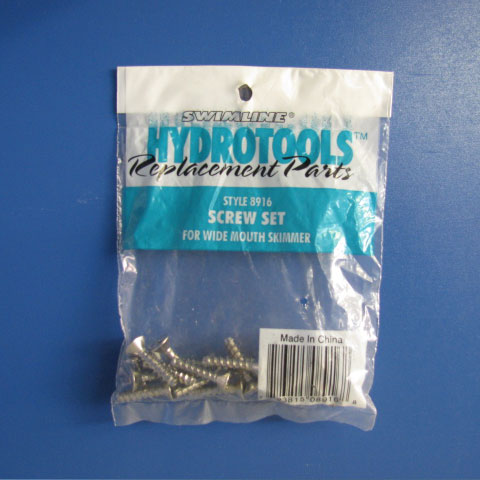 SWIMLINE®
HYDROTOOLS™
Replacement Parts
STYLE 8916
SCREW SET
FOR WIDE MOUTH SKIMMER
Made In China